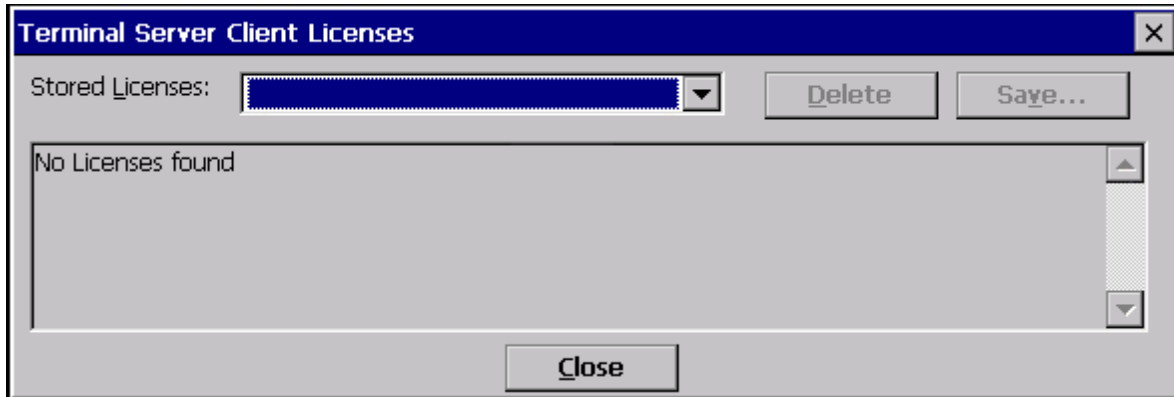 Terminal Server Client Licenses
Stored Licenses:
Delete
Save...
No Licenses found
Close